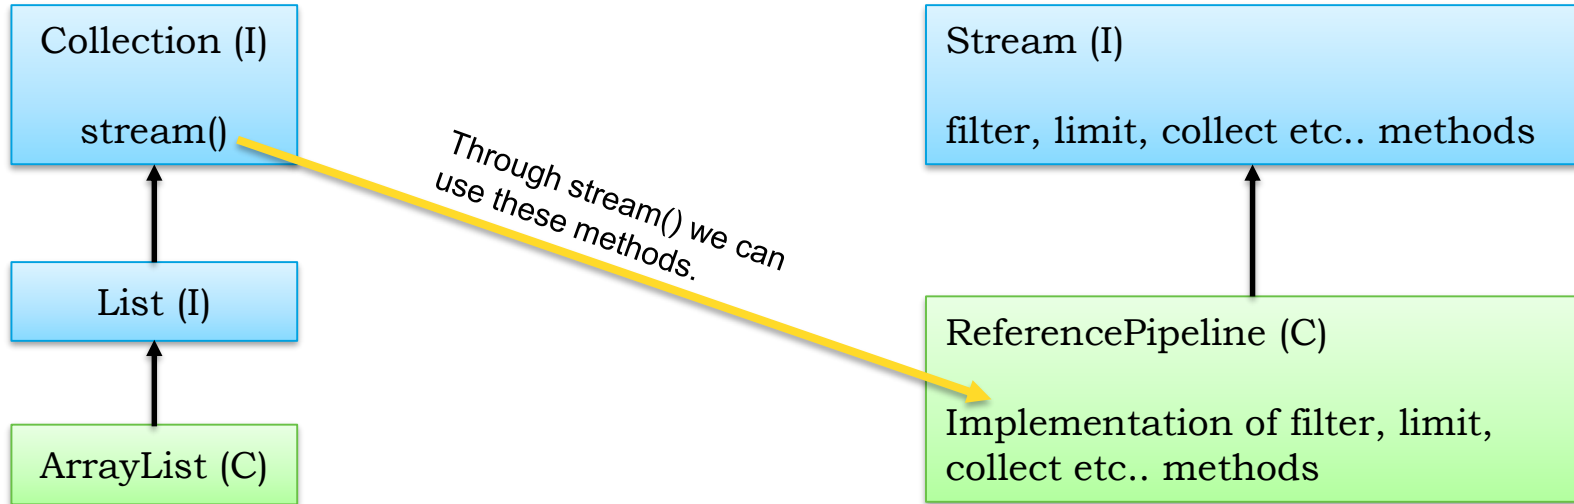 Collection (I)
stream()
List (I)
ArrayList (C)
Through stream() we can
use these methods.
Stream (I)
filter, limit, collect etc.. methods
ReferencePipeline (C)
Implementation of filter, limit,
collect etc.. methods